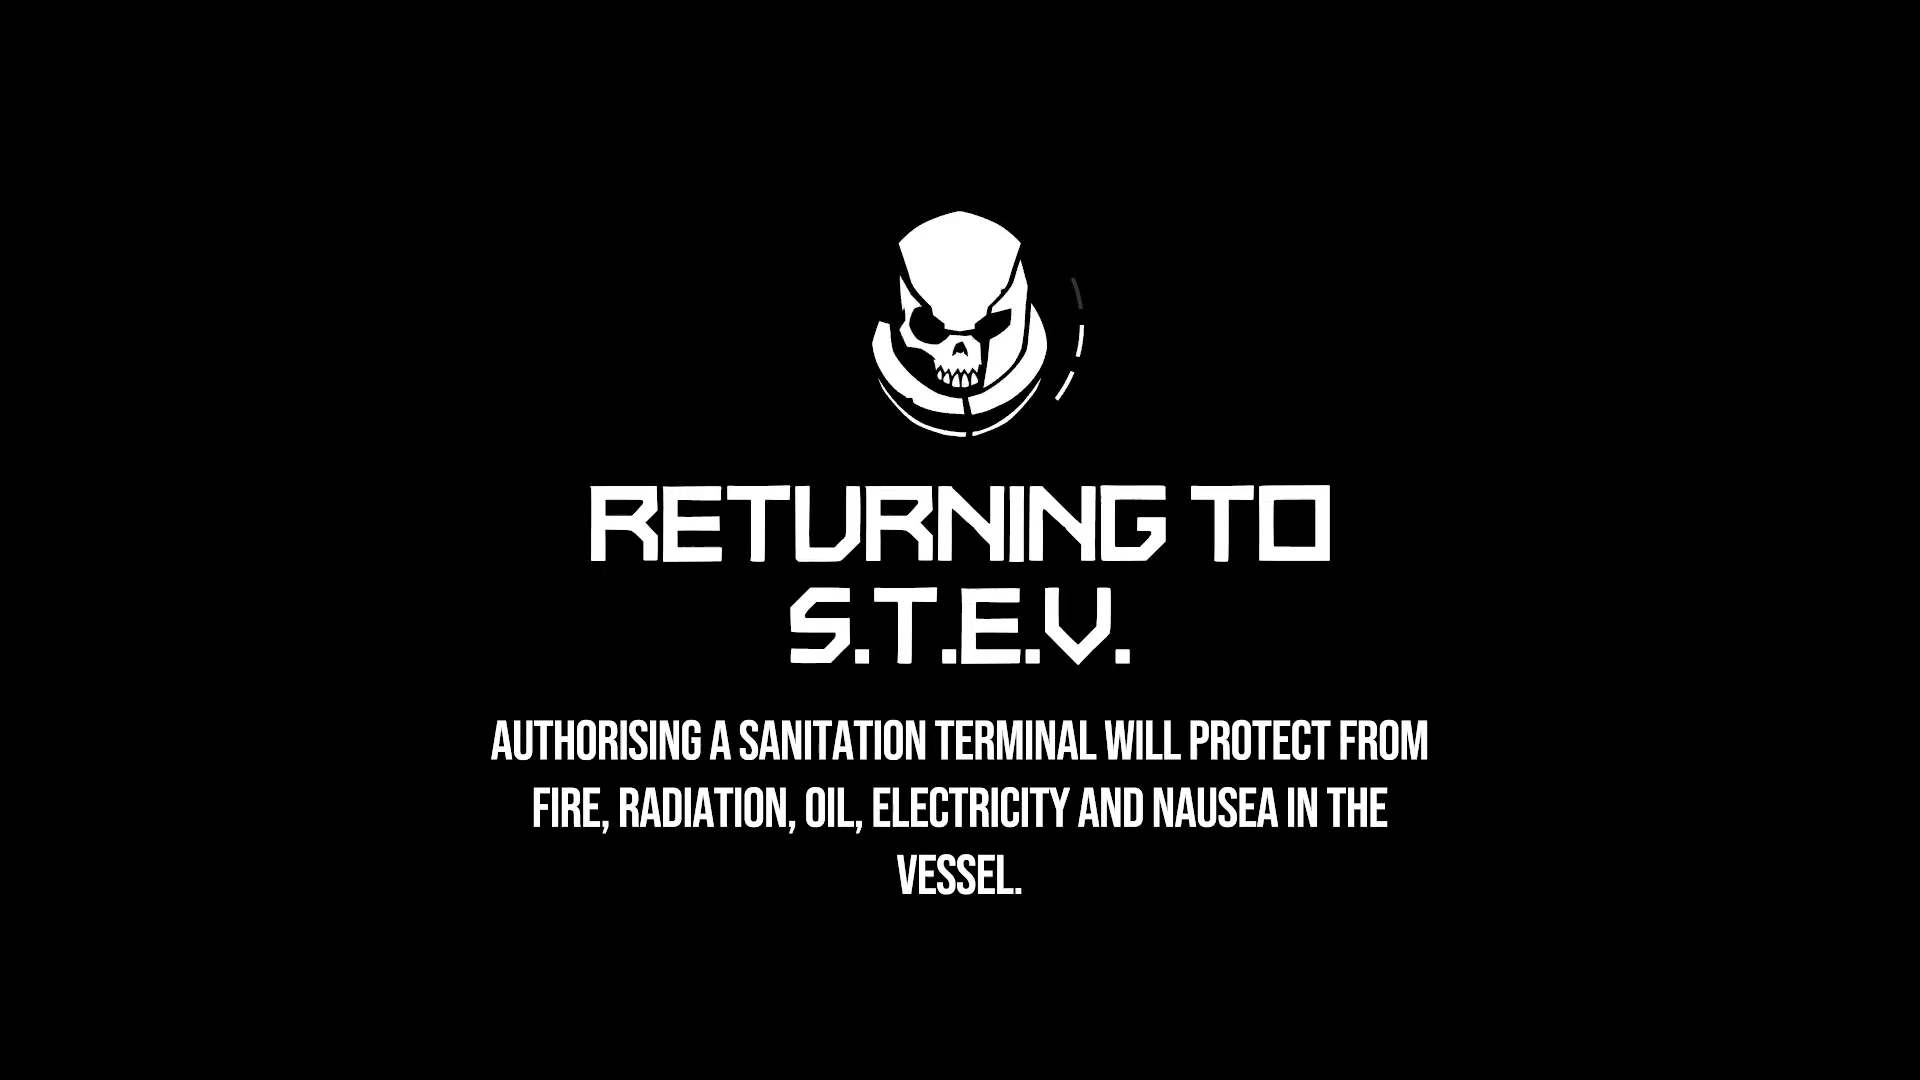 RETURNING TO
S.T.E.V.
AUTHORISING A SANITATION TERMINAL WILL PROTECT FROM
FIRE, RADIATION, OIL, ELECTRICITY AND NAUSEA IN THE
VESSEL.